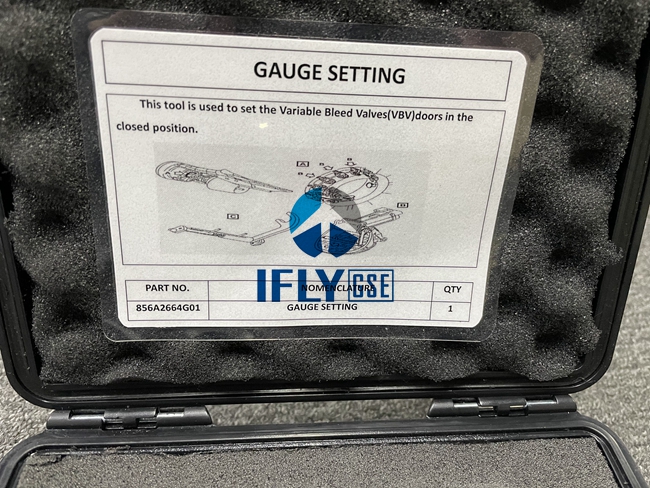 GAUGE SETTING
This tool is used to set the Variable Bleed Valves(VBV)doors in the
closed position.
A
B
B
B
C
D
IFLY GSE
PART NO. NOMENCLATURE QTY
856A2664G01 GAUGE SETTING 1